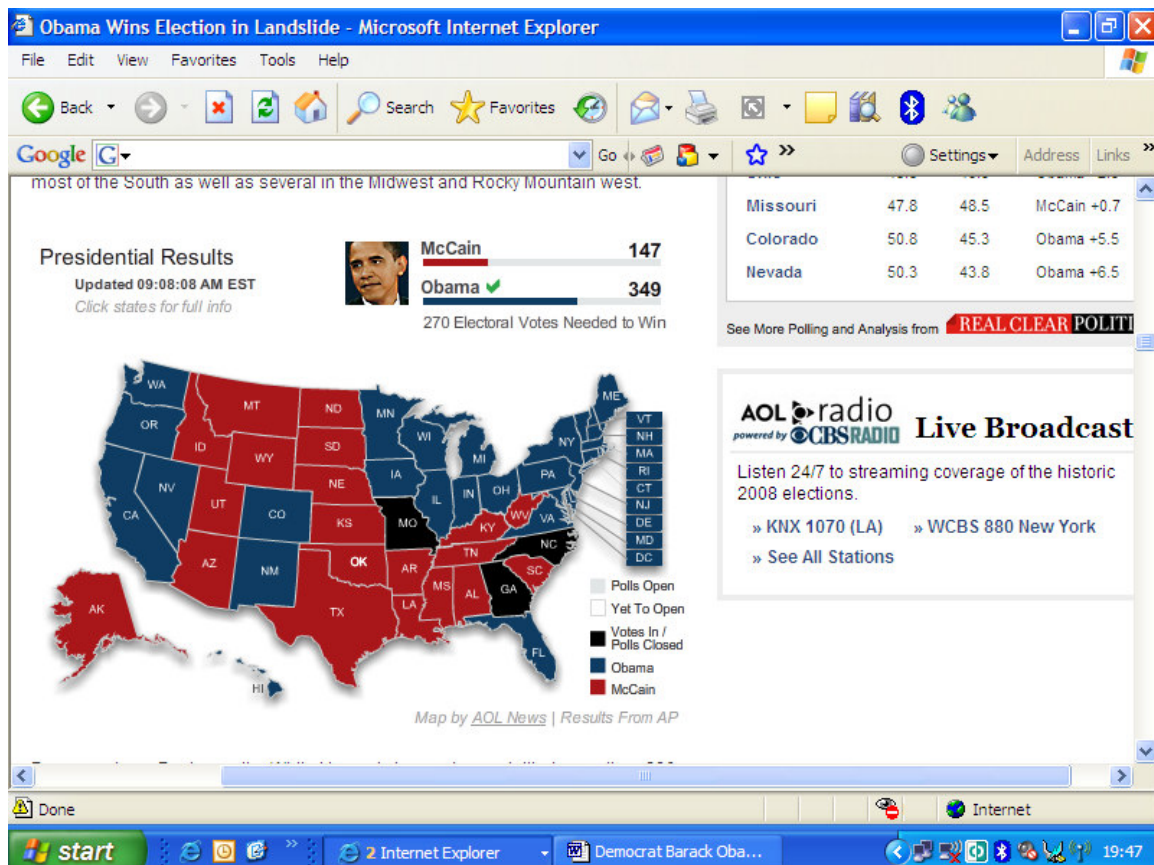 Obama Wins Election in Landslide - Microsoft Internet Explorer
File Edit View Favorites Tools Help
Back Search Favorites
Google G Go Settings Address Links
most of the South as well as several in the Midwest and Rocky Mountain west.
Presidential Results
Updated 09:08:08 AM EST
Click states for full info
McCain 147
Obama 349
270 Electoral Votes Needed to Win
Missouri 47.8 48.5 McCain +0.7
Colorado 50.8 45.3 Obama +5.5
Nevada 50.3 43.8 Obama +6.5
See More Polling and Analysis from REAL CLEAR POLITI
WA
OR
CA
NV
ID
MT
WY
UT
AZ
CO
NM
ND
SD
NE
KS
OK
TX
MN
IA
MO
AR
LA
WI
IL
MI
IN
OH
KY
TN
MS
AL
GA
FL
SC
NC
VA
WV
PA
NY
ME
VT
NH
MA
RI
CT
NJ
DE
MD
DC
AK
HI
Polls Open
Yet To Open
Votes In /
Polls Closed
Obama
McCain
Map by AOL News | Results From AP
AOL radio
powered by CBS RADIO
Live Broadcast
Listen 24/7 to streaming coverage of the historic
2008 elections.
» KNX 1070 (LA) » WCBS 880 New York
» See All Stations
Done Internet
start 2 Internet Explorer Democrat Barack Oba... 19:47